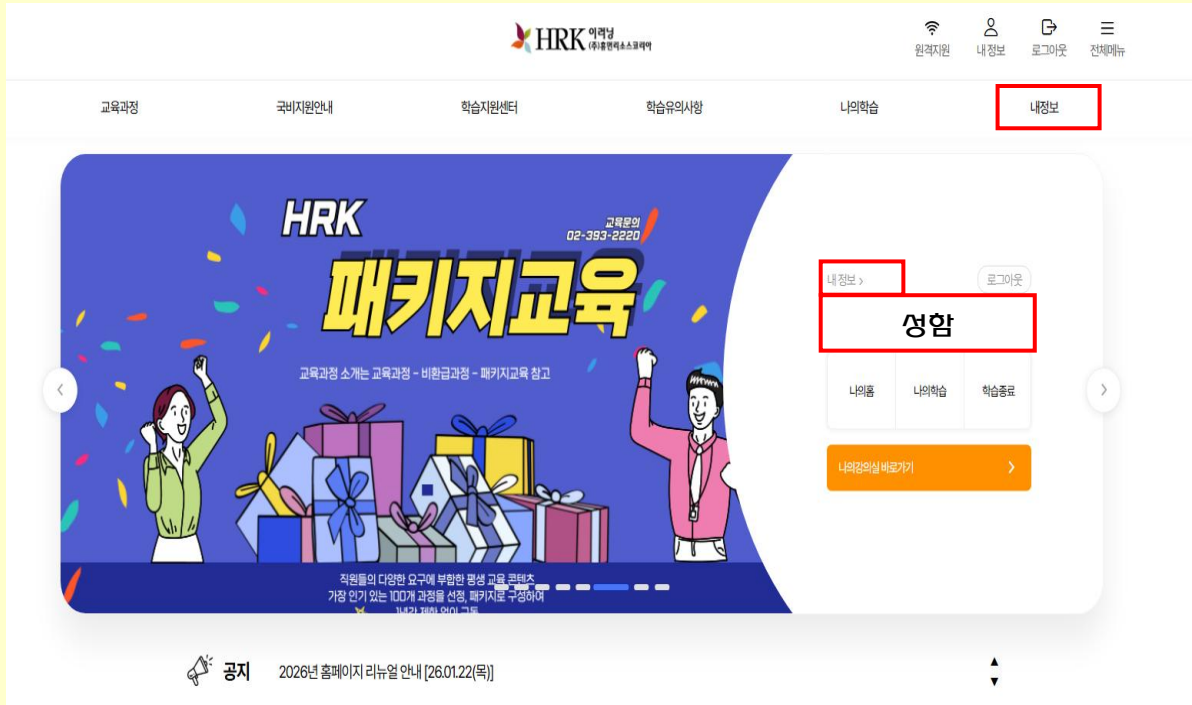 HRK 이러닝
(주)휴먼리소스코리아
원격지원 내정보 로그아웃 전체메뉴
교육과정 국비지원안내 학습지원센터 학습유의사항 나의학습 내정보
HRK
교육문의
02-393-2220
패키지교육
교육과정 소개는 교육과정 - 비환급과정 - 패키지교육 참고
내 정보 >
로그아웃
성함
나의홈 나의학습 학습종료
나의강의실 바로가기
직원들의 다양한 요구에 부합한 평생 교육 콘텐츠
가장 인기 있는 100개 과정을 선정, 패키지로 구성하여
1년간 제한 없이 구독
공지 2026년 홈페이지 리뉴얼 안내 [26.01.22(목)]